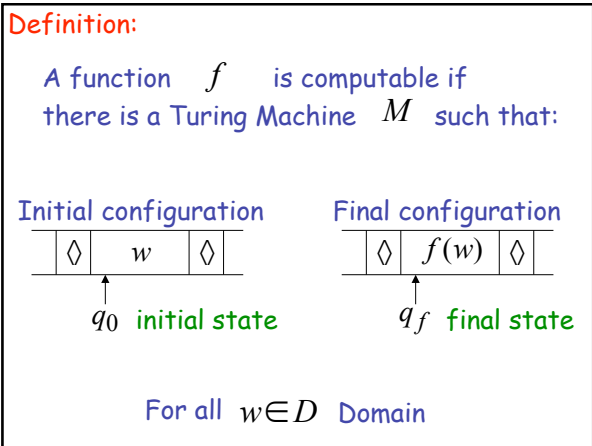 Definition:
A function f is computable if
there is a Turing Machine M such that:
Initial configuration Final configuration
◊ w ◊ ◊ f(w) ◊
q₀ initial state q_f final state
For all w∈D Domain